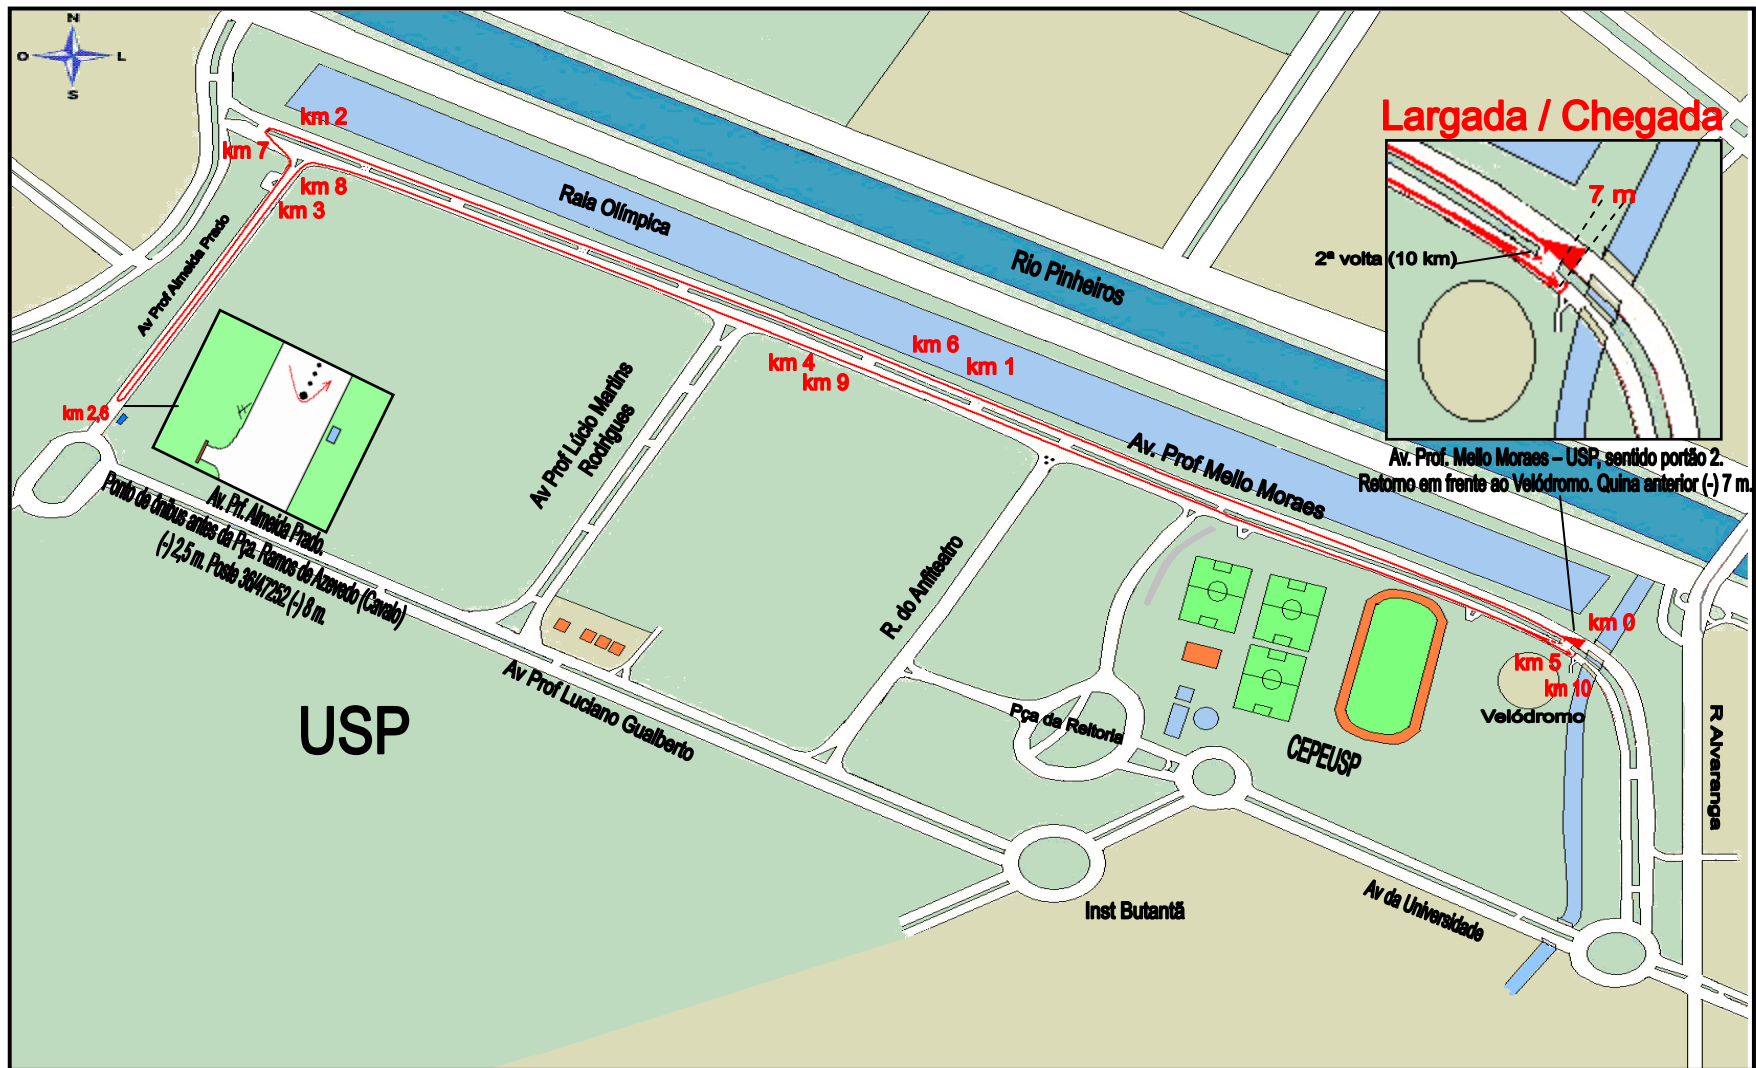 N
O
L
S
km 2
km 7
km 8
km 3
Av Prof Almeida Prado
km 2,6
Raia Olímpica
Rio Pinheiros
Largada / Chegada
7 m
2ª volta (10 km)
Av. Prof. Mello Moraes – USP, sentido portão 2.
Retorno em frente ao Velódromo. Quina anterior (-) 7 m.
km 6
km 1
km 4
km 9
Av Prof Lúcio Martins
Rodrigues
Av. Prof Mello Moraes
Av. Prf. Almeida Prado.
Ponto de ônibus antes da Pça. Ramos de Azevedo (Cavalo)
(-) 2,5 m. Poste 36/47252 (-) 8 m.
R. do Anfiteatro
km 0
km 5
km 10
Velódromo
Av Prof Luciano Gualberto
USP
Pça da Reitoria
CEPEUSP
R Alvaranga
Inst Butantã
Av da Universidade